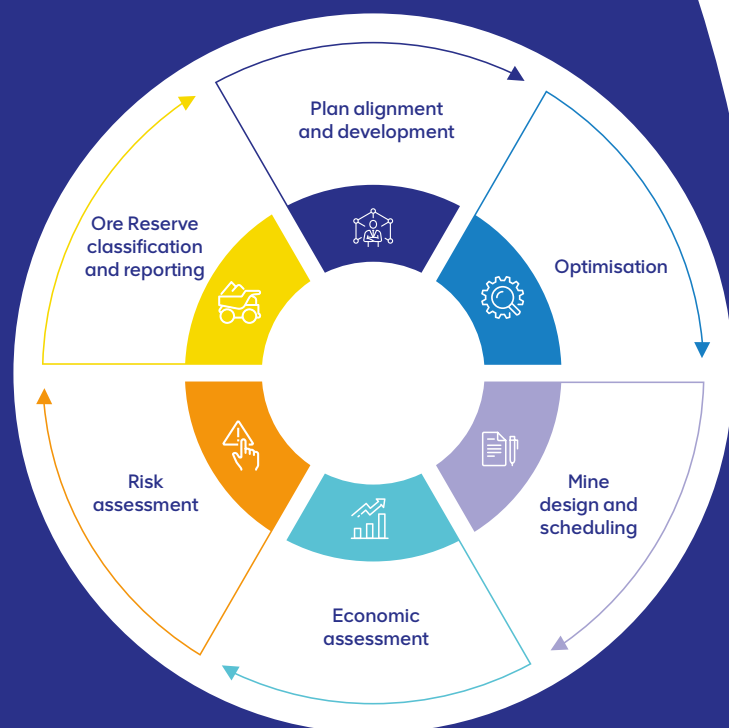 Plan alignment
and development
Optimisation
Mine
design and
scheduling
Economic
assessment
Risk
assessment
Ore Reserve
classification
and reporting